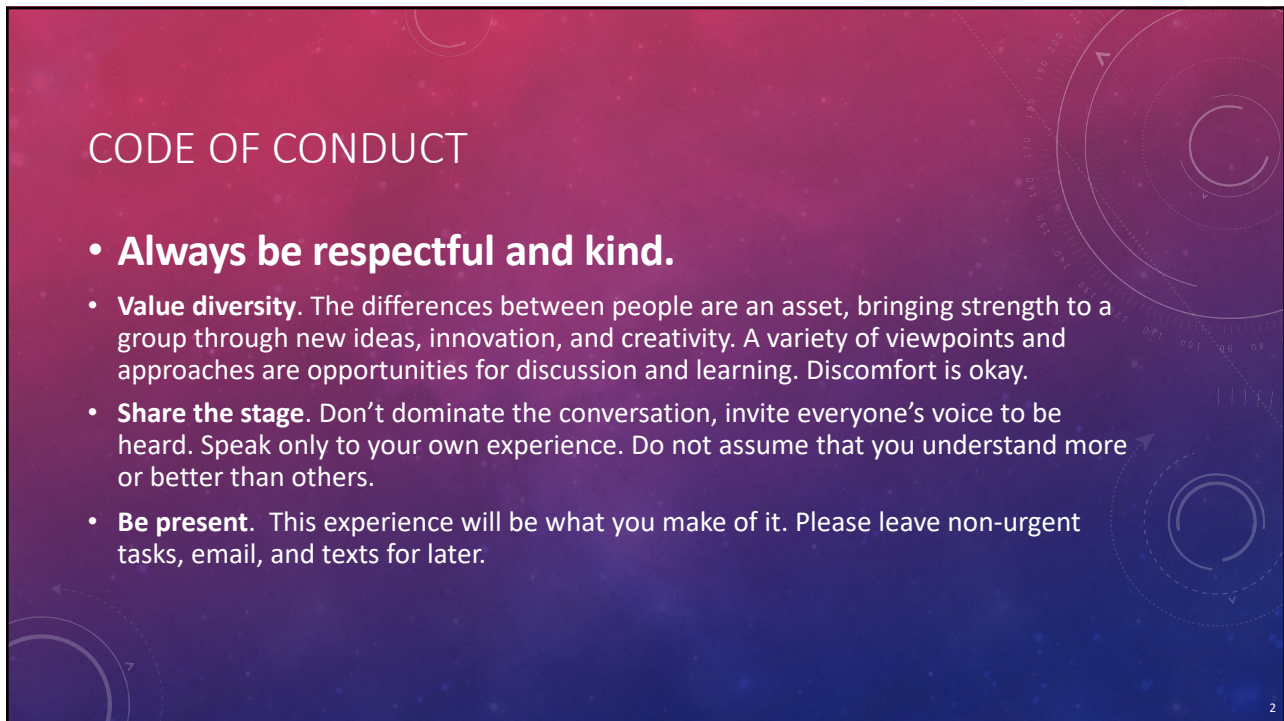 CODE OF CONDUCT
• Always be respectful and kind.
• Value diversity. The differences between people are an asset, bringing strength to a
group through new ideas, innovation, and creativity. A variety of viewpoints and
approaches are opportunities for discussion and learning. Discomfort is okay.
• Share the stage. Don’t dominate the conversation, invite everyone’s voice to be
heard. Speak only to your own experience. Do not assume that you understand more
or better than others.
• Be present.  This experience will be what you make of it. Please leave non-urgent
tasks, email, and texts for later.
2